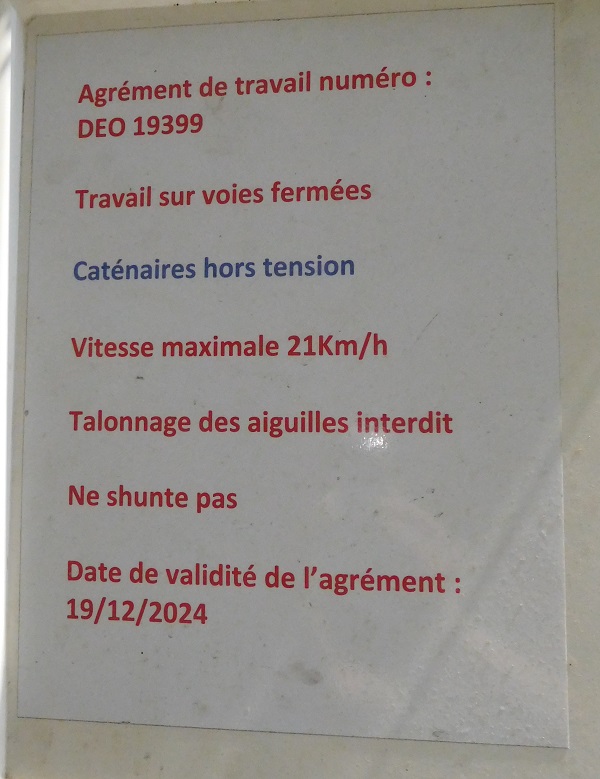 Agrément de travail numéro :
DEO 19399
Travail sur voies fermées
Caténaires hors tension
Vitesse maximale 21Km/h
Talonnage des aiguilles interdit
Ne shunte pas
Date de validité de l'agrément :
19/12/2024